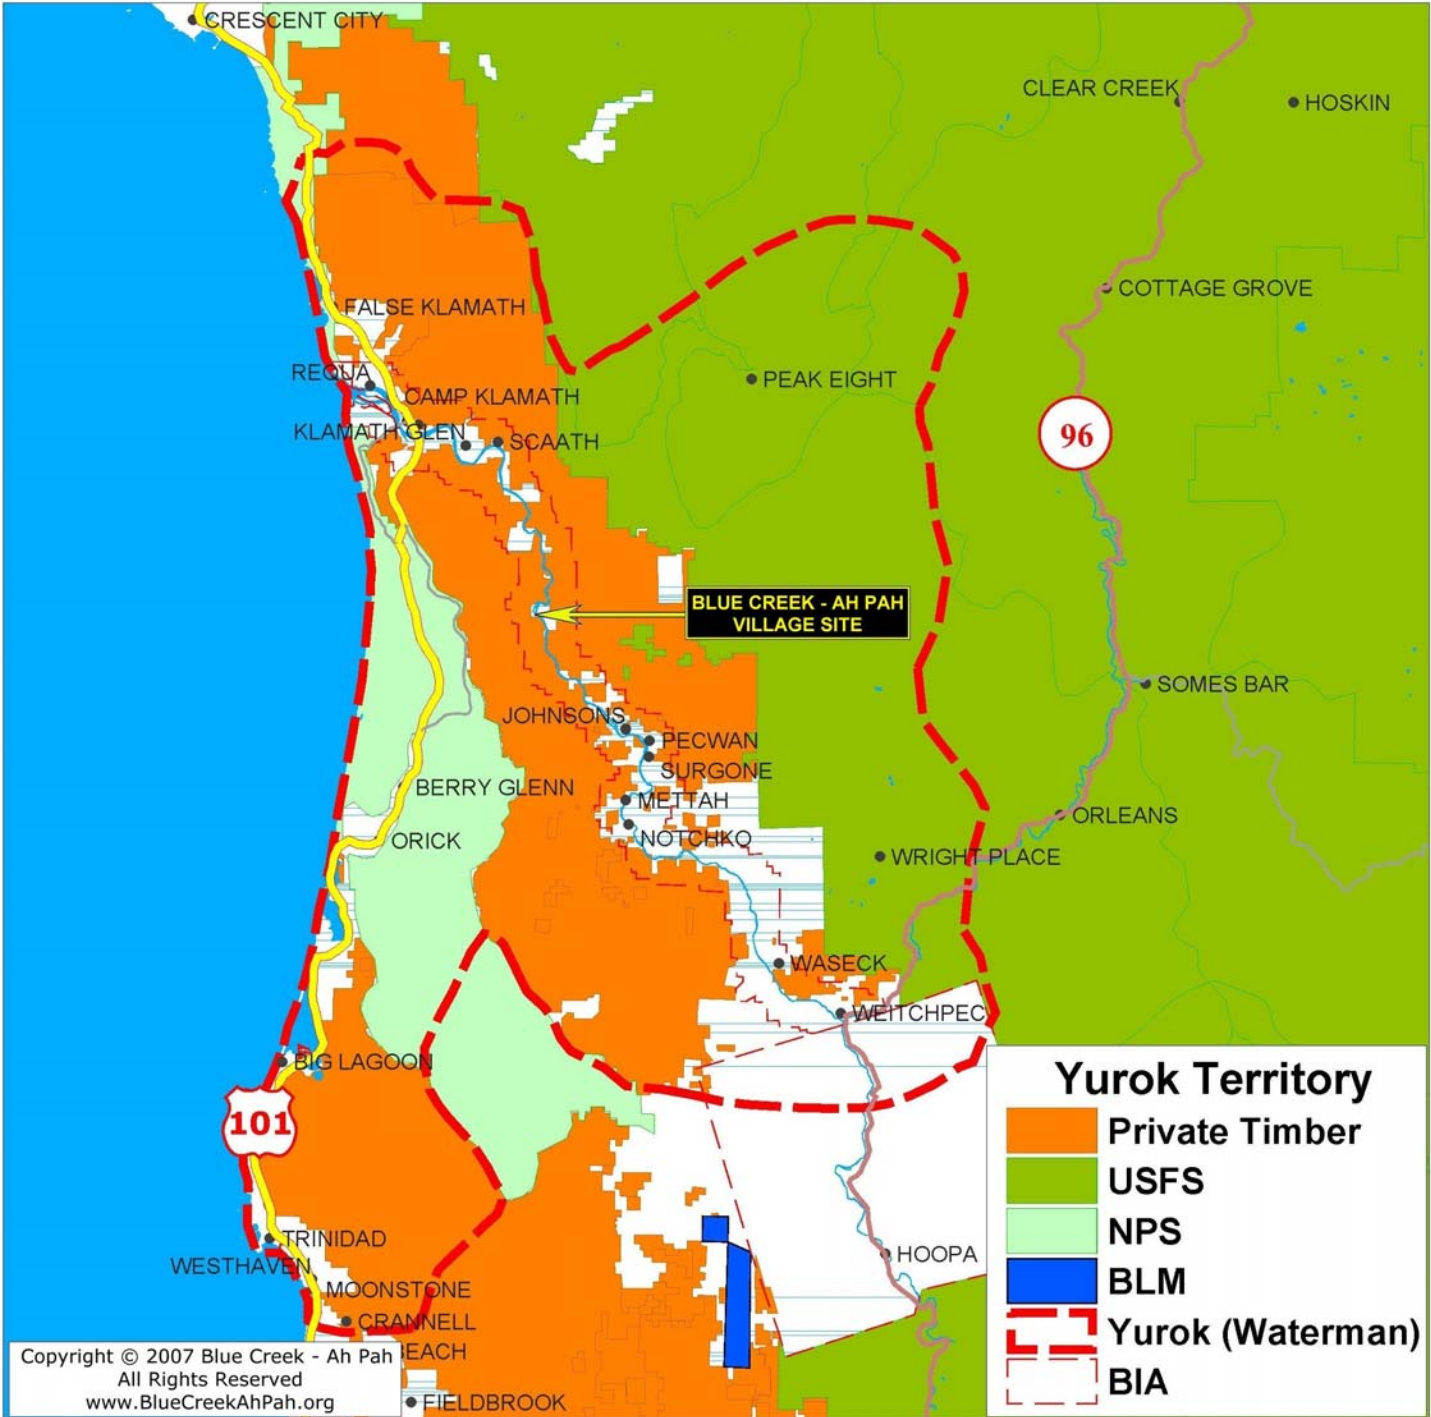 CRESCENT CITY
CLEAR CREEK
HOSKIN
COTTAGE GROVE
FALSE KLAMATH
REQUA
PEAK EIGHT
CAMP KLAMATH
KLAMATH GLEN
SCAATH
96
BLUE CREEK - AH PAH
VILLAGE SITE
SOMES BAR
JOHNSONS
PECWAN
SURGONE
BERRY GLENN
METTAH
ORLEANS
NOTCHKO
ORICK
WRIGHT PLACE
WASECK
WEITCHPEC
BIG LAGOON
101
TRINIDAD
WESTHAVEN
HOOPA
MOONSTONE
CRANNELL
BEACH
FIELDBROOK
Yurok Territory
Private Timber
USFS
NPS
BLM
Yurok (Waterman)
BIA
Copyright © 2007 Blue Creek - Ah Pah
All Rights Reserved
www.BlueCreekAhPah.org